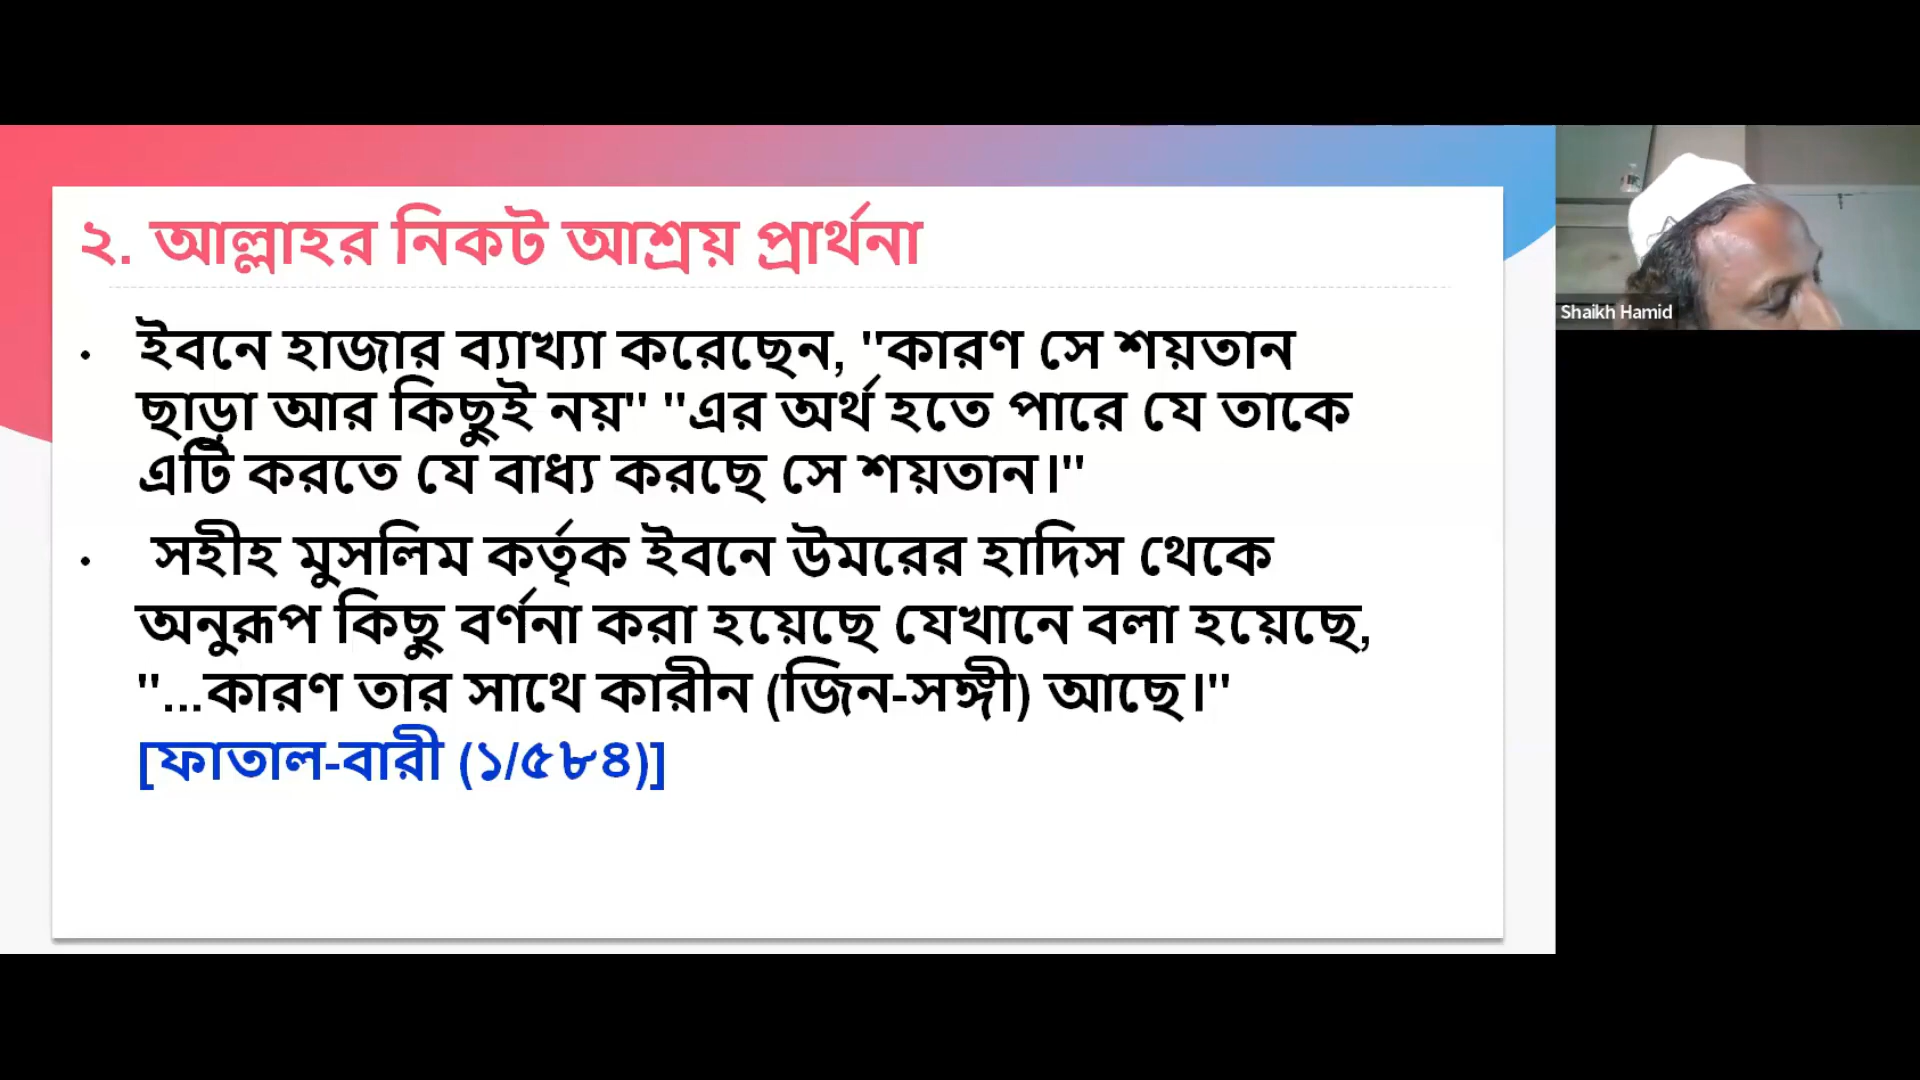 ২. আল্লাহর নিকট আশ্রয় প্রার্থনা
• ইবনে হাজার ব্যাখ্যা করেছেন, "কারণ সে শয়তান
ছাড়া আর কিছুই নয়" "এর অর্থ হতে পারে যে তাকে
এটি করতে যে বাধ্য করছে সে শয়তান।"
• সহীহ মুসলিম কর্তৃক ইবনে উমরের হাদিস থেকে
অনুরূপ কিছু বর্ণনা করা হয়েছে যেখানে বলা হয়েছে,
"...কারণ তার সাথে কারীন (জিন-সঙ্গী) আছে।"
[ফাতাল-বারী (১/৫৮৪)]
Shaikh Hamid